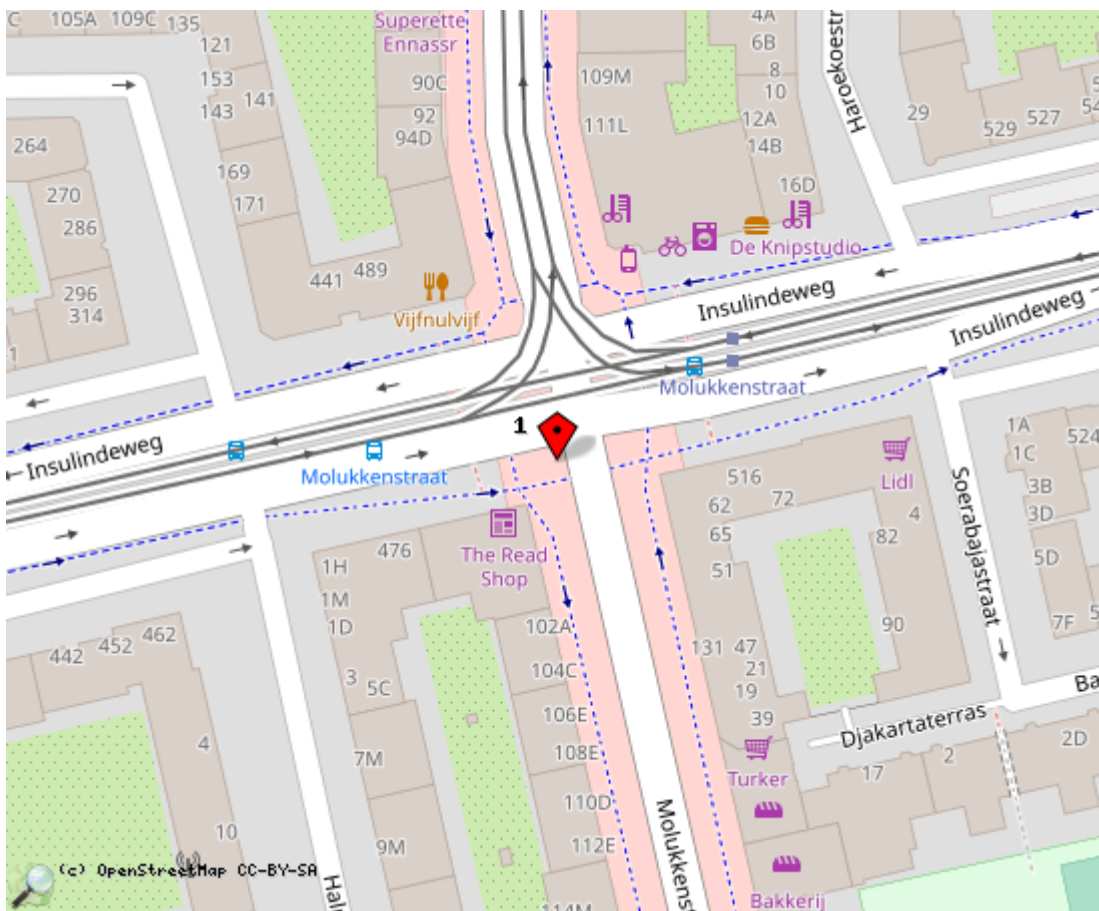 105A
109C
135
Superette
Ennassr
4A
6B
121
153
143
141
90C
92
94D
109M
111L
8
10
12A
14B
29
529
527
264
270
286
169
171
16D
De Knipstudio
296
314
441
489
Vijfnulvijf
Insulindeweg
Insulindeweg
Molukkenstraat
1
Insulindeweg
Molukkenstraat
516
72
62
65
51
Lidl
4
82
1A
1C
524
3B
3D
5D
7F
Soerabajastraat
The Read
Shop
476
1H
1M
1D
3
5C
102A
104C
106E
108E
110D
112E
131
47
21
19
39
90
442
452
462
4
7M
9M
10
Djakartaterras
2
2D
17
Turker
Bakkerij
(c) OpenStreetMap CC-BY-SA